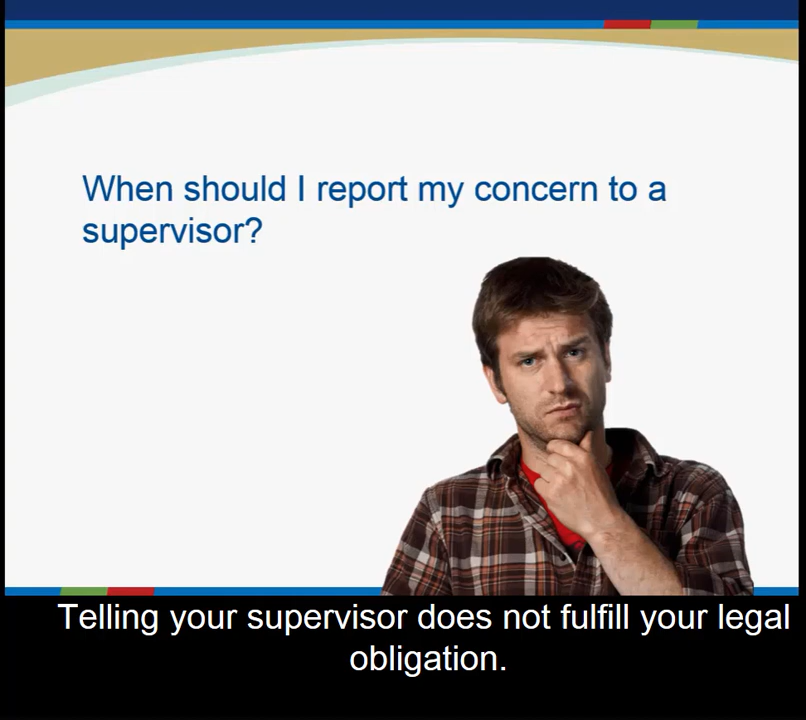 When should I report my concern to a
supervisor?
Telling your supervisor does not fulfill your legal
obligation.